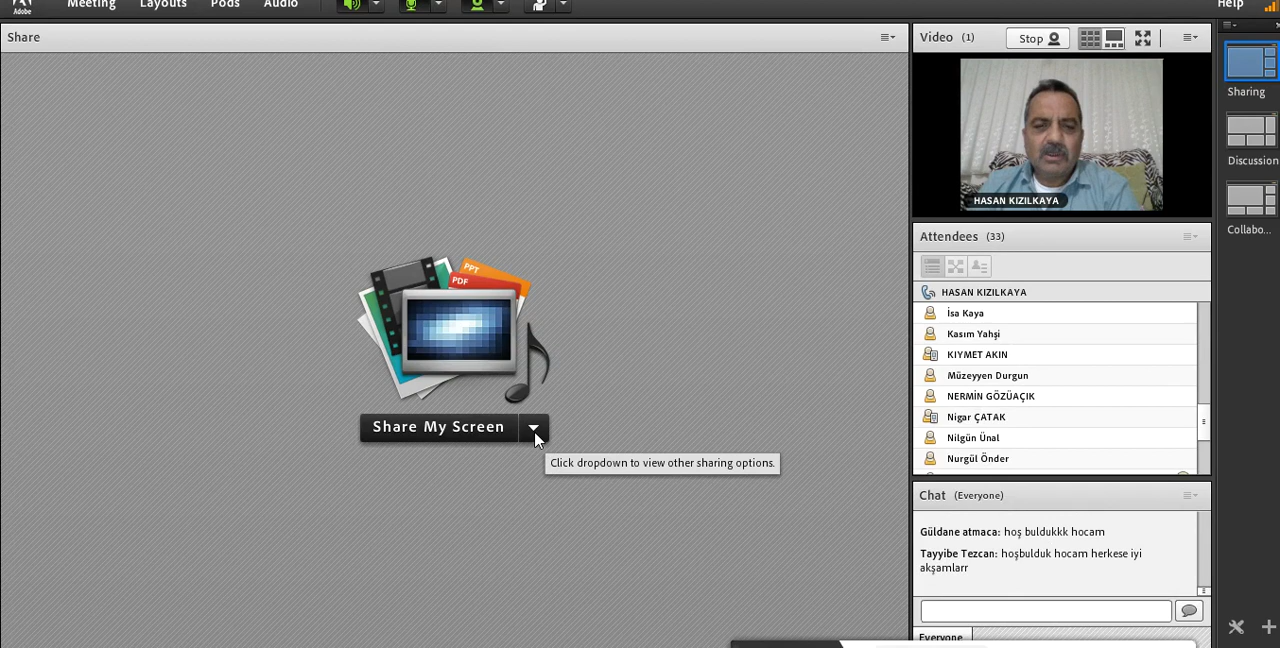 Adobe
Meeting Layouts Pods Audio Help
Share
Video (1) Stop
HASAN KIZILKAYA
Sharing
Discussion
Collabo...
Attendees (33)
HASAN KIZILKAYA
İsa Kaya
Kasım Yahşi
KIYMET AKIN
Müzeyyen Durgun
NERMİN GÖZÜAÇIK
Nigar ÇATAK
Nilgün Ünal
Nurgül Önder
PPT
PDF
Share My Screen
Click dropdown to view other sharing options.
Chat (Everyone)
Güldane atmaca: hoş buldukkk hocam
Tayyibe Tezcan: hoşbulduk hocam herkese iyi
akşamlarr
Everyone